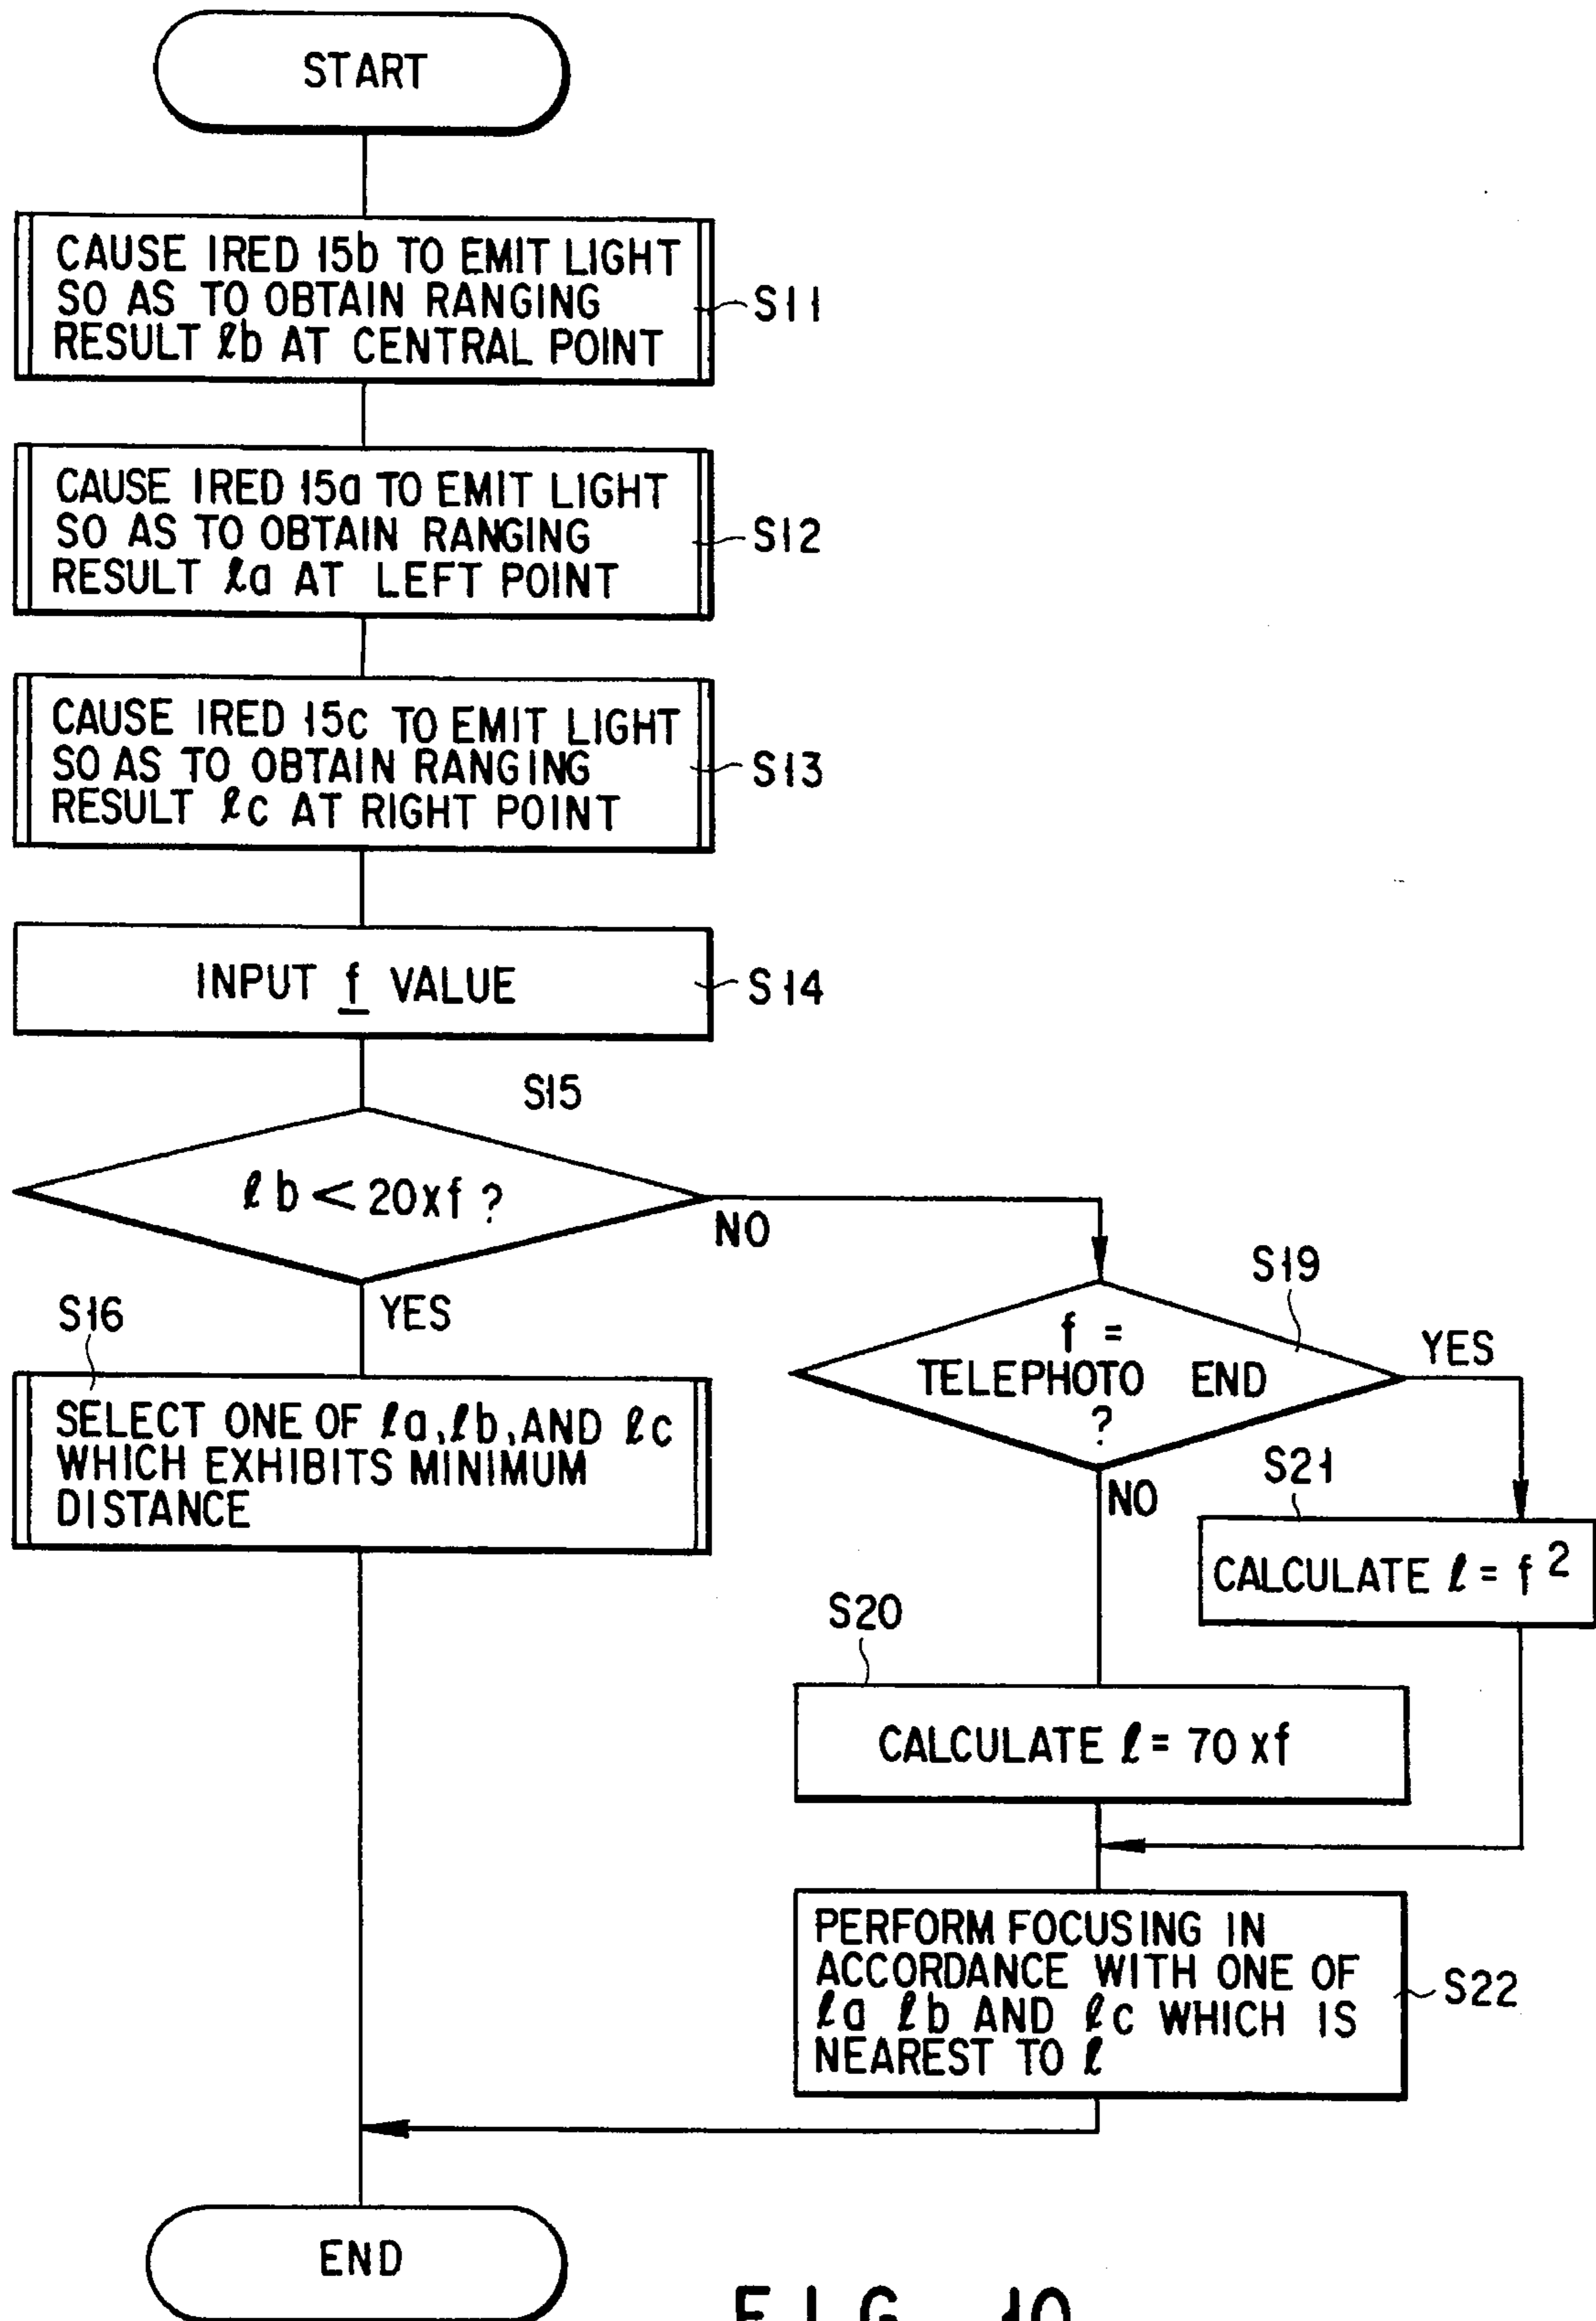 START
CAUSE IRED 15b TO EMIT LIGHT
SO AS TO OBTAIN RANGING
RESULT ℓb AT CENTRAL POINT
S11
CAUSE IRED 15a TO EMIT LIGHT
SO AS TO OBTAIN RANGING
RESULT ℓa AT LEFT POINT
S12
CAUSE IRED 15c TO EMIT LIGHT
SO AS TO OBTAIN RANGING
RESULT ℓc AT RIGHT POINT
S13
INPUT f VALUE
S14
S15
ℓb < 20xf ?
NO
YES
S16
SELECT ONE OF ℓa,ℓb,AND ℓc
WHICH EXHIBITS MINIMUM
DISTANCE
S19
f =
TELEPHOTO END
?
YES
NO
S21
CALCULATE ℓ = f²
S20
CALCULATE ℓ = 70 xf
PERFORM FOCUSING IN
ACCORDANCE WITH ONE OF
ℓa ℓb AND ℓc WHICH IS
NEAREST TO ℓ
S22
END
FIG. 10